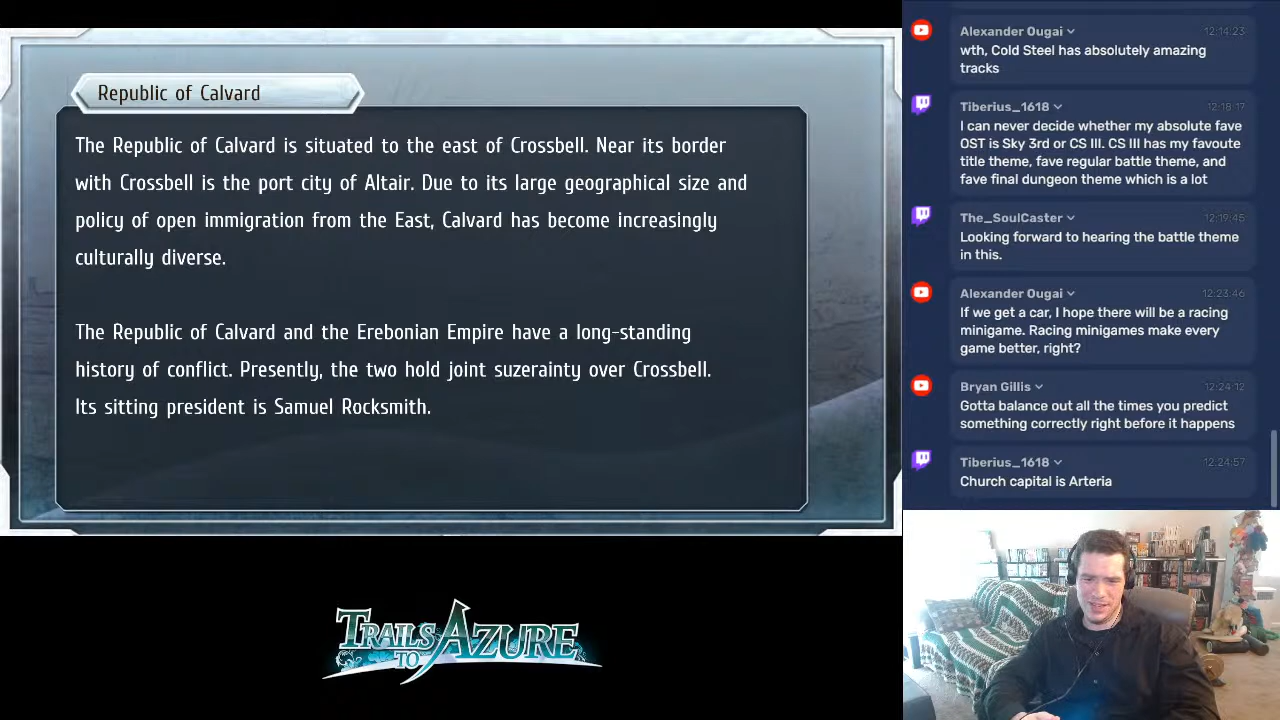 Republic of Calvard
The Republic of Calvard is situated to the east of Crossbell. Near its border
with Crossbell is the port city of Altair. Due to its large geographical size and
policy of open immigration from the East, Calvard has become increasingly
culturally diverse.
The Republic of Calvard and the Erebonian Empire have a long-standing
history of conflict. Presently, the two hold joint suzerainty over Crossbell.
Its sitting president is Samuel Rocksmith.
TRAILS
TO AZURE
Alexander Ougai 12:14:23
wth, Cold Steel has absolutely amazing
tracks
Tiberius_1618 12:18:17
I can never decide whether my absolute fave
OST is Sky 3rd or CS III. CS III has my favoute
title theme, fave regular battle theme, and
fave final dungeon theme which is a lot
The_SoulCaster 12:19:45
Looking forward to hearing the battle theme
in this.
Alexander Ougai 12:23:46
If we get a car, I hope there will be a racing
minigame. Racing minigames make every
game better, right?
Bryan Gillis 12:24:12
Gotta balance out all the times you predict
something correctly right before it happens
Tiberius_1618 12:24:57
Church capital is Arteria